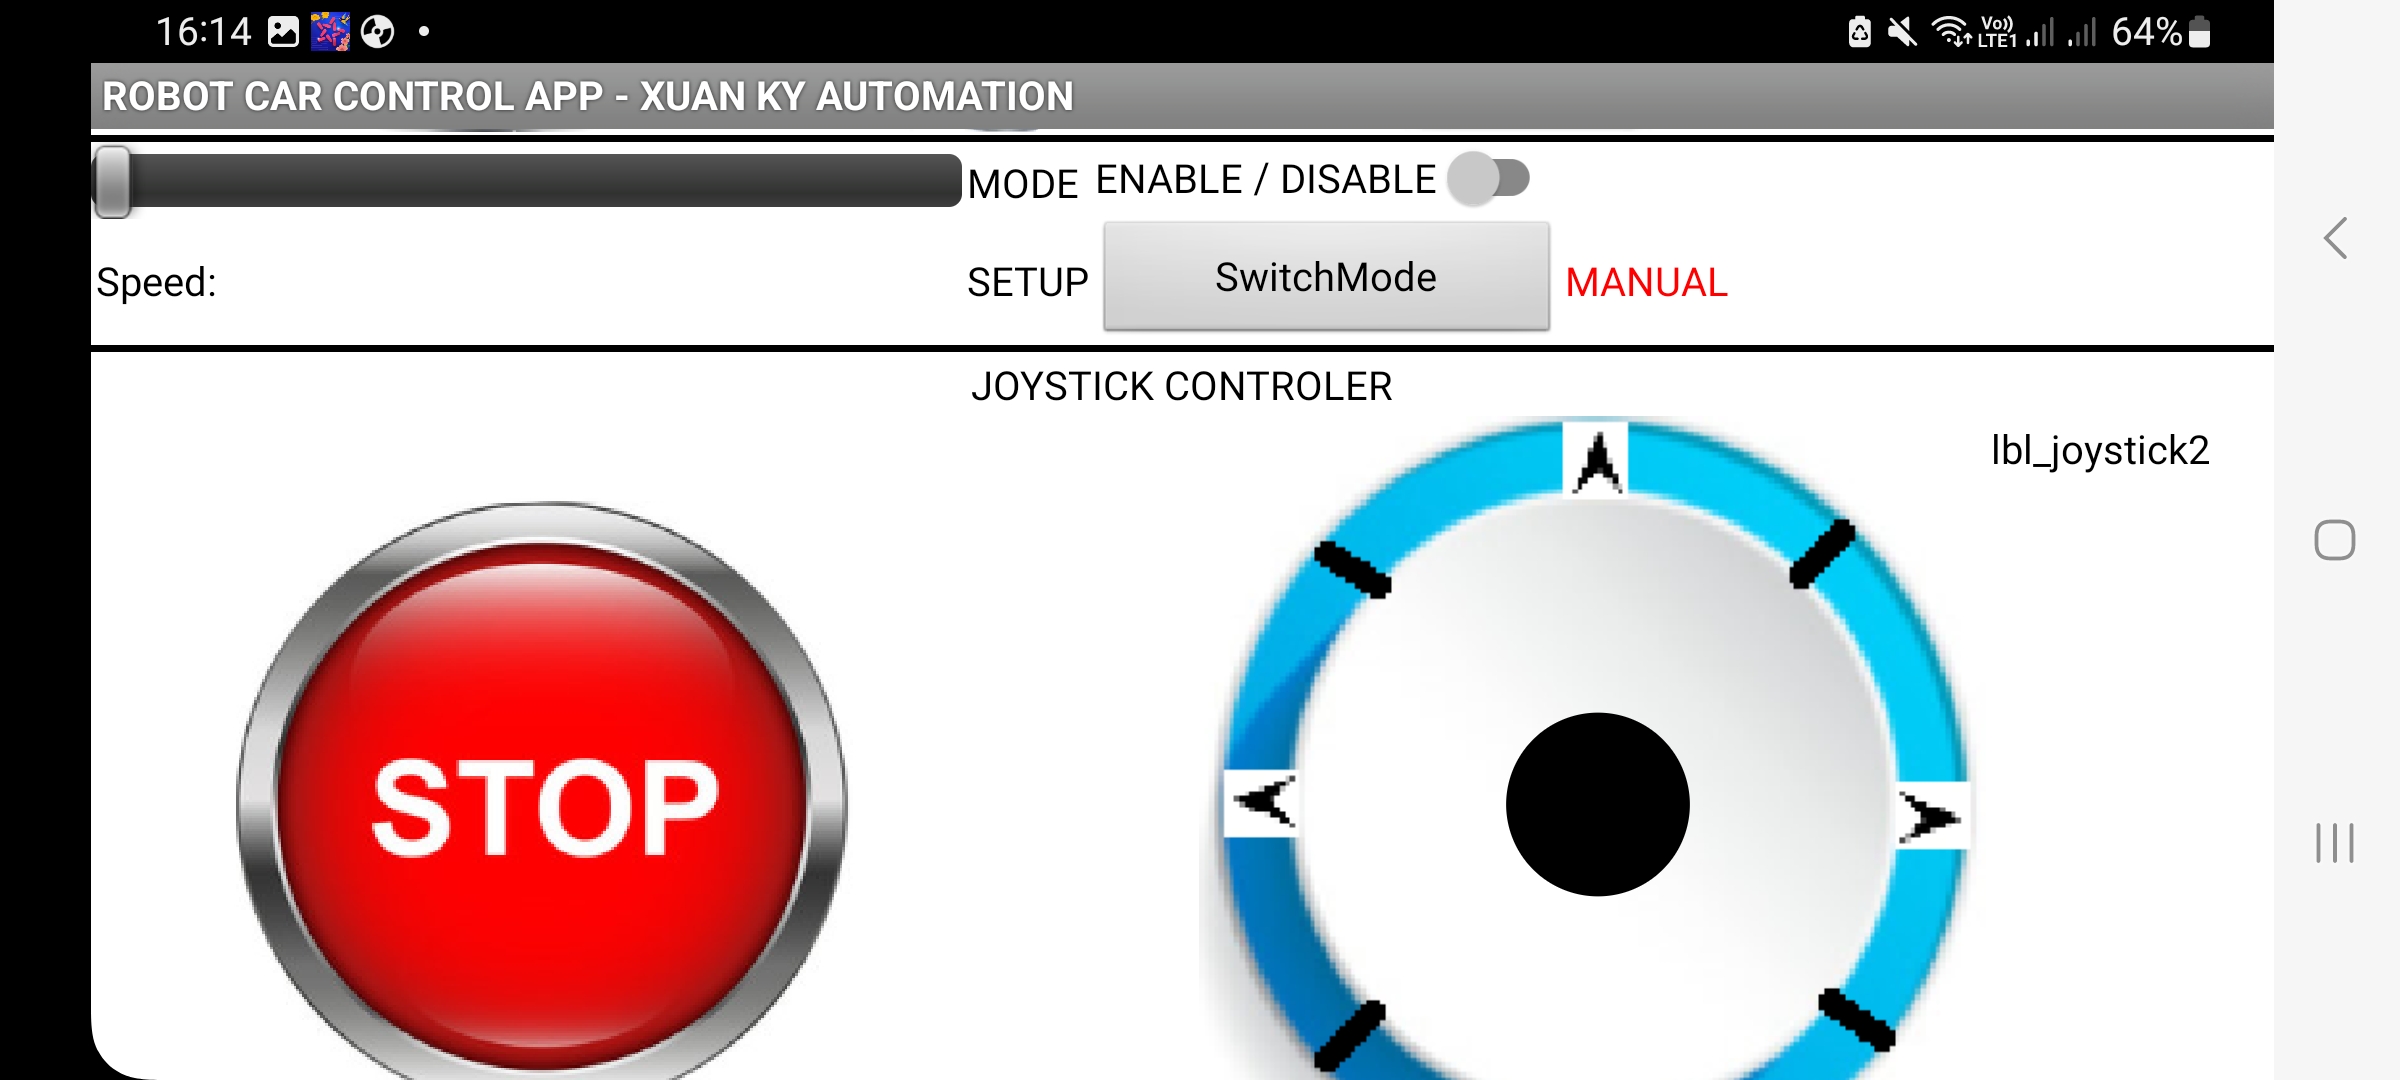 16:14
Vo)) LTE1 64%
ROBOT CAR CONTROL APP - XUAN KY AUTOMATION
MODE ENABLE / DISABLE
Speed: SETUP SwitchMode MANUAL
JOYSTICK CONTROLER
lbl_joystick2
STOP